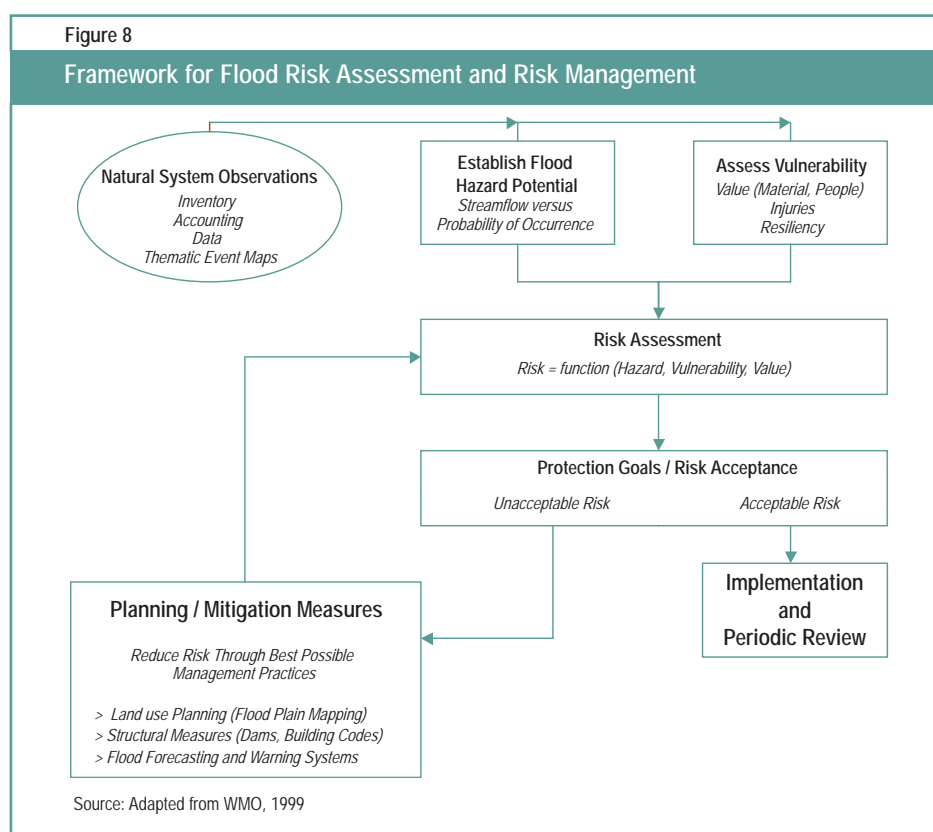 Figure 8
Framework for Flood Risk Assessment and Risk Management
Natural System Observations
Inventory
Accounting
Data
Thematic Event Maps
Establish Flood
Hazard Potential
Streamflow versus
Probability of Occurrence
Assess Vulnerability
Value (Material, People)
Injuries
Resiliency
Risk Assessment
Risk = function (Hazard, Vulnerability, Value)
Protection Goals / Risk Acceptance
Unacceptable Risk
Acceptable Risk
Implementation
and
Periodic Review
Planning / Mitigation Measures
Reduce Risk Through Best Possible
Management Practices
> Land use Planning (Flood Plain Mapping)
> Structural Measures (Dams, Building Codes)
> Flood Forecasting and Warning Systems
Source: Adapted from WMO, 1999